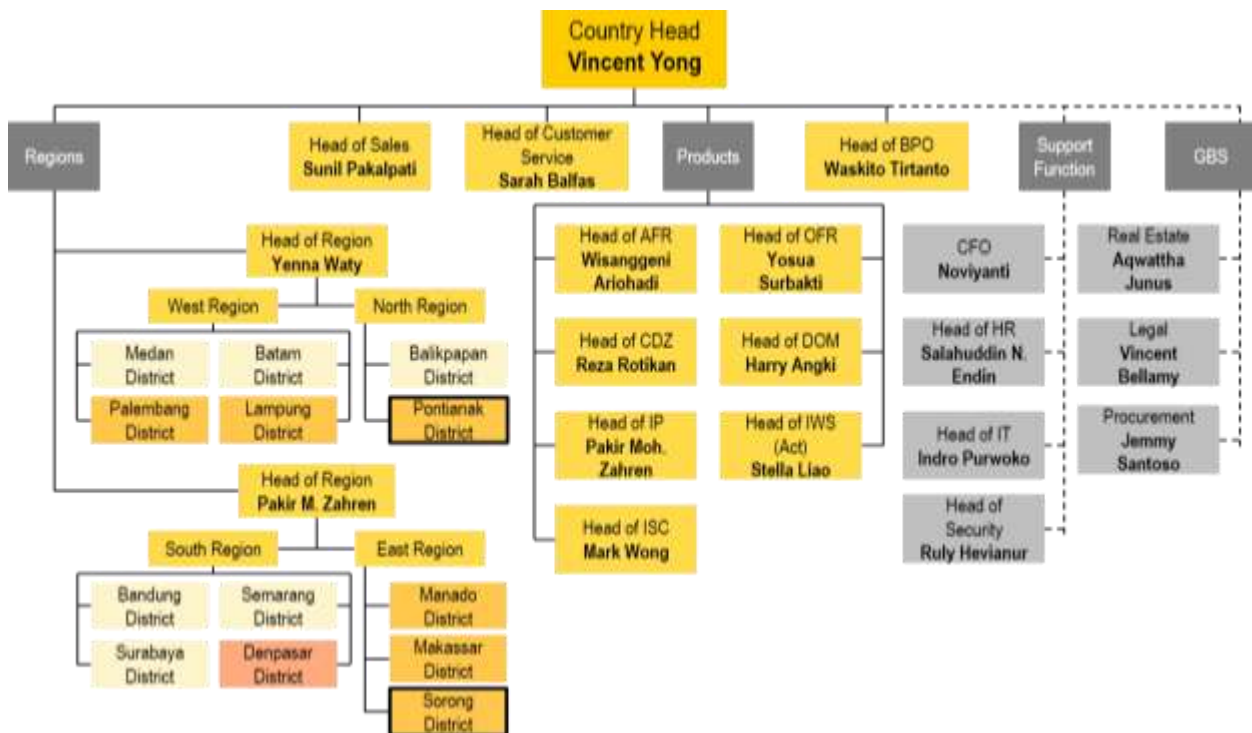 Country Head
Vincent Yong
Regions
Head of Sales
Sunil Pakalpati
Head of Customer
Service
Sarah Balfas
Products
Head of BPO
Waskito Tirtanto
Support
Function
GBS
Head of Region
Yenna Waty
West Region
North Region
Medan
District
Batam
District
Balikpapan
District
Palembang
District
Lampung
District
Pontianak
District
Head of Region
Pakir M. Zahren
South Region
East Region
Bandung
District
Semarang
District
Manado
District
Surabaya
District
Denpasar
District
Makassar
District
Sorong
District
Head of AFR
Wisanggeni
Ariohadi
Head of OFR
Yosua
Surbakti
Head of CDZ
Reza Rotikan
Head of DOM
Harry Angki
Head of IP
Pakir Moh.
Zahren
Head of IWS
(Act)
Stella Liao
Head of ISC
Mark Wong
CFO
Noviyanti
Head of HR
Salahuddin N.
Endin
Head of IT
Indro Purwoko
Head of
Security
Ruly Hevianur
Real Estate
Aqwattha
Junus
Legal
Vincent
Bellamy
Procurement
Jemmy
Santoso